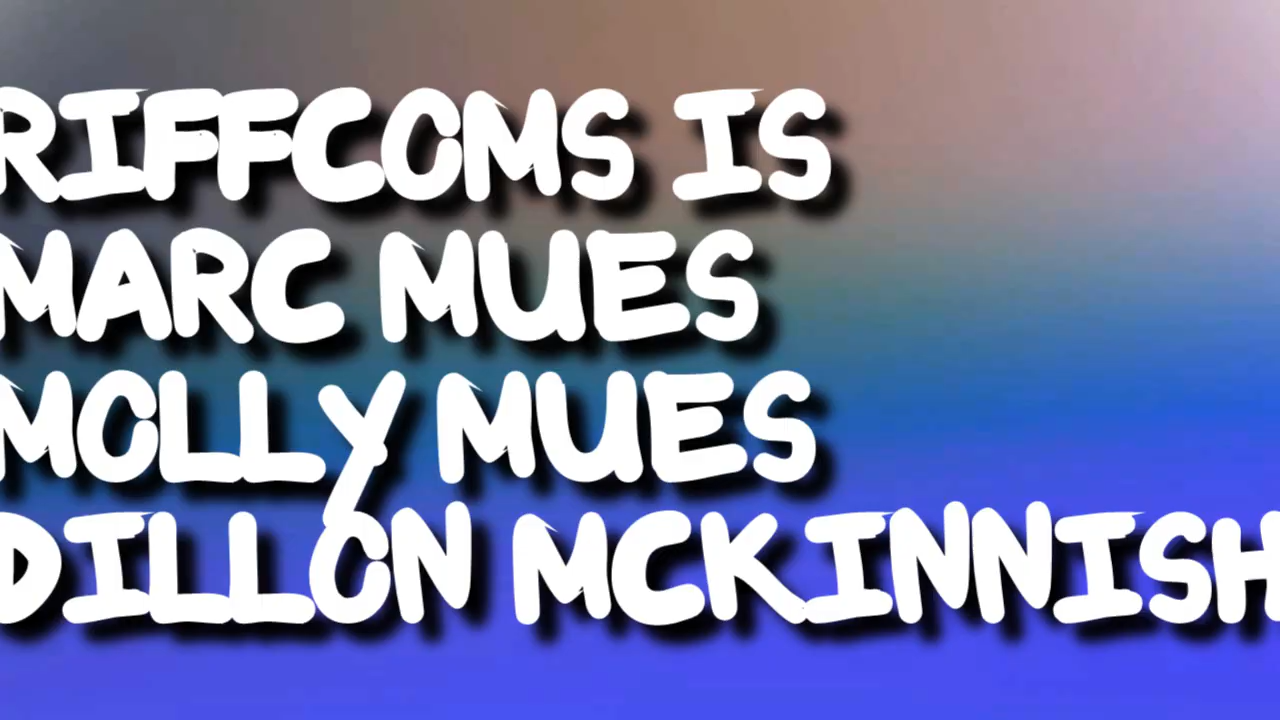 RIFFCOMS IS
MARC MUES
MOLLY MUES
DILLON MCKINNISH